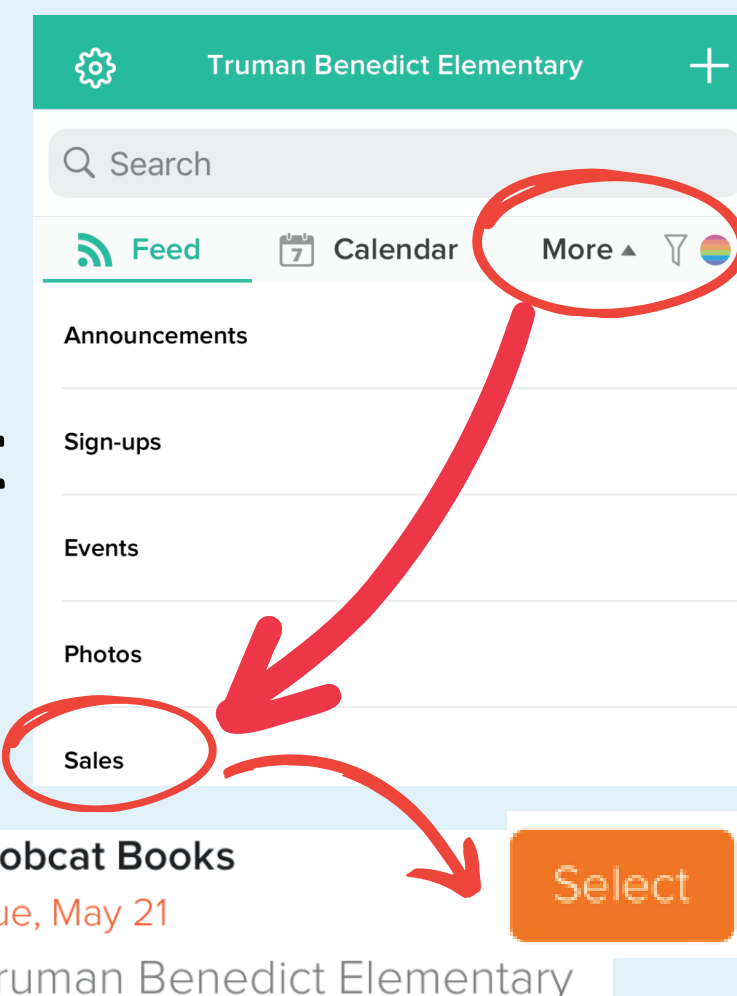 Truman Benedict Elementary
Search
Feed 7 Calendar More
Announcements
Sign-ups
Events
Photos
Sales
obcat Books
Select
ue, May 21
ruman Benedict Elementary